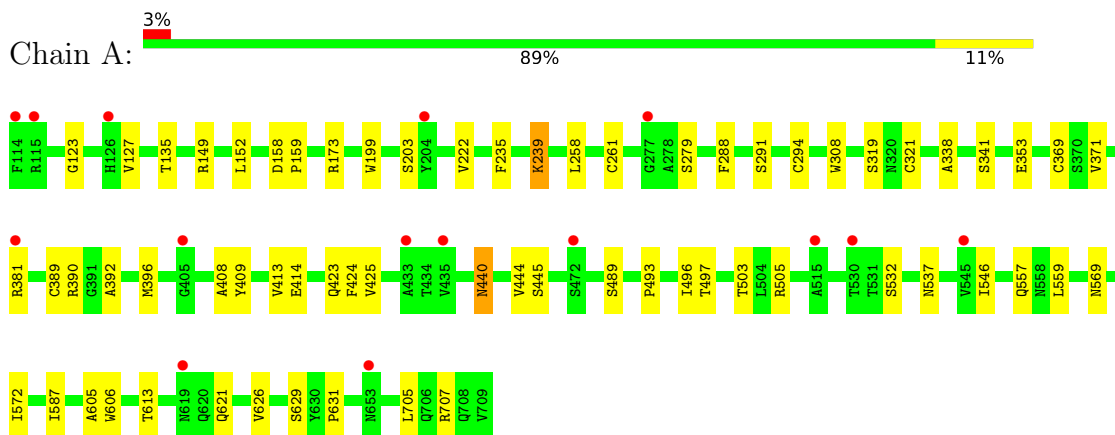 3%
Chain A:
89% 11%
F114 R115 G123 H126 V127 T135 R149 L152 D158 P159 R173 W199 S203 Y204 V222 F235 K239 L258 C261 G277 A278 S279 F288 S291 C294 W308 S319 N320 C321 A338 S341 E353 C369 S370 V371
R381 C389 R390 G391 A392 M396 G405 A408 Y409 V413 E414 Q423 F424 V425 A433 T434 V435 N440 V444 S445 S472 S489 P493 I496 T497 T503 L504 R505 A515 T530 T531 S532 N537 V545 I546 Q557 N558 L559 N569
I572 I587 A605 W606 T613 N619 Q620 Q621 V626 S629 Y630 P631 N653 L705 Q706 R707 Q708 V709